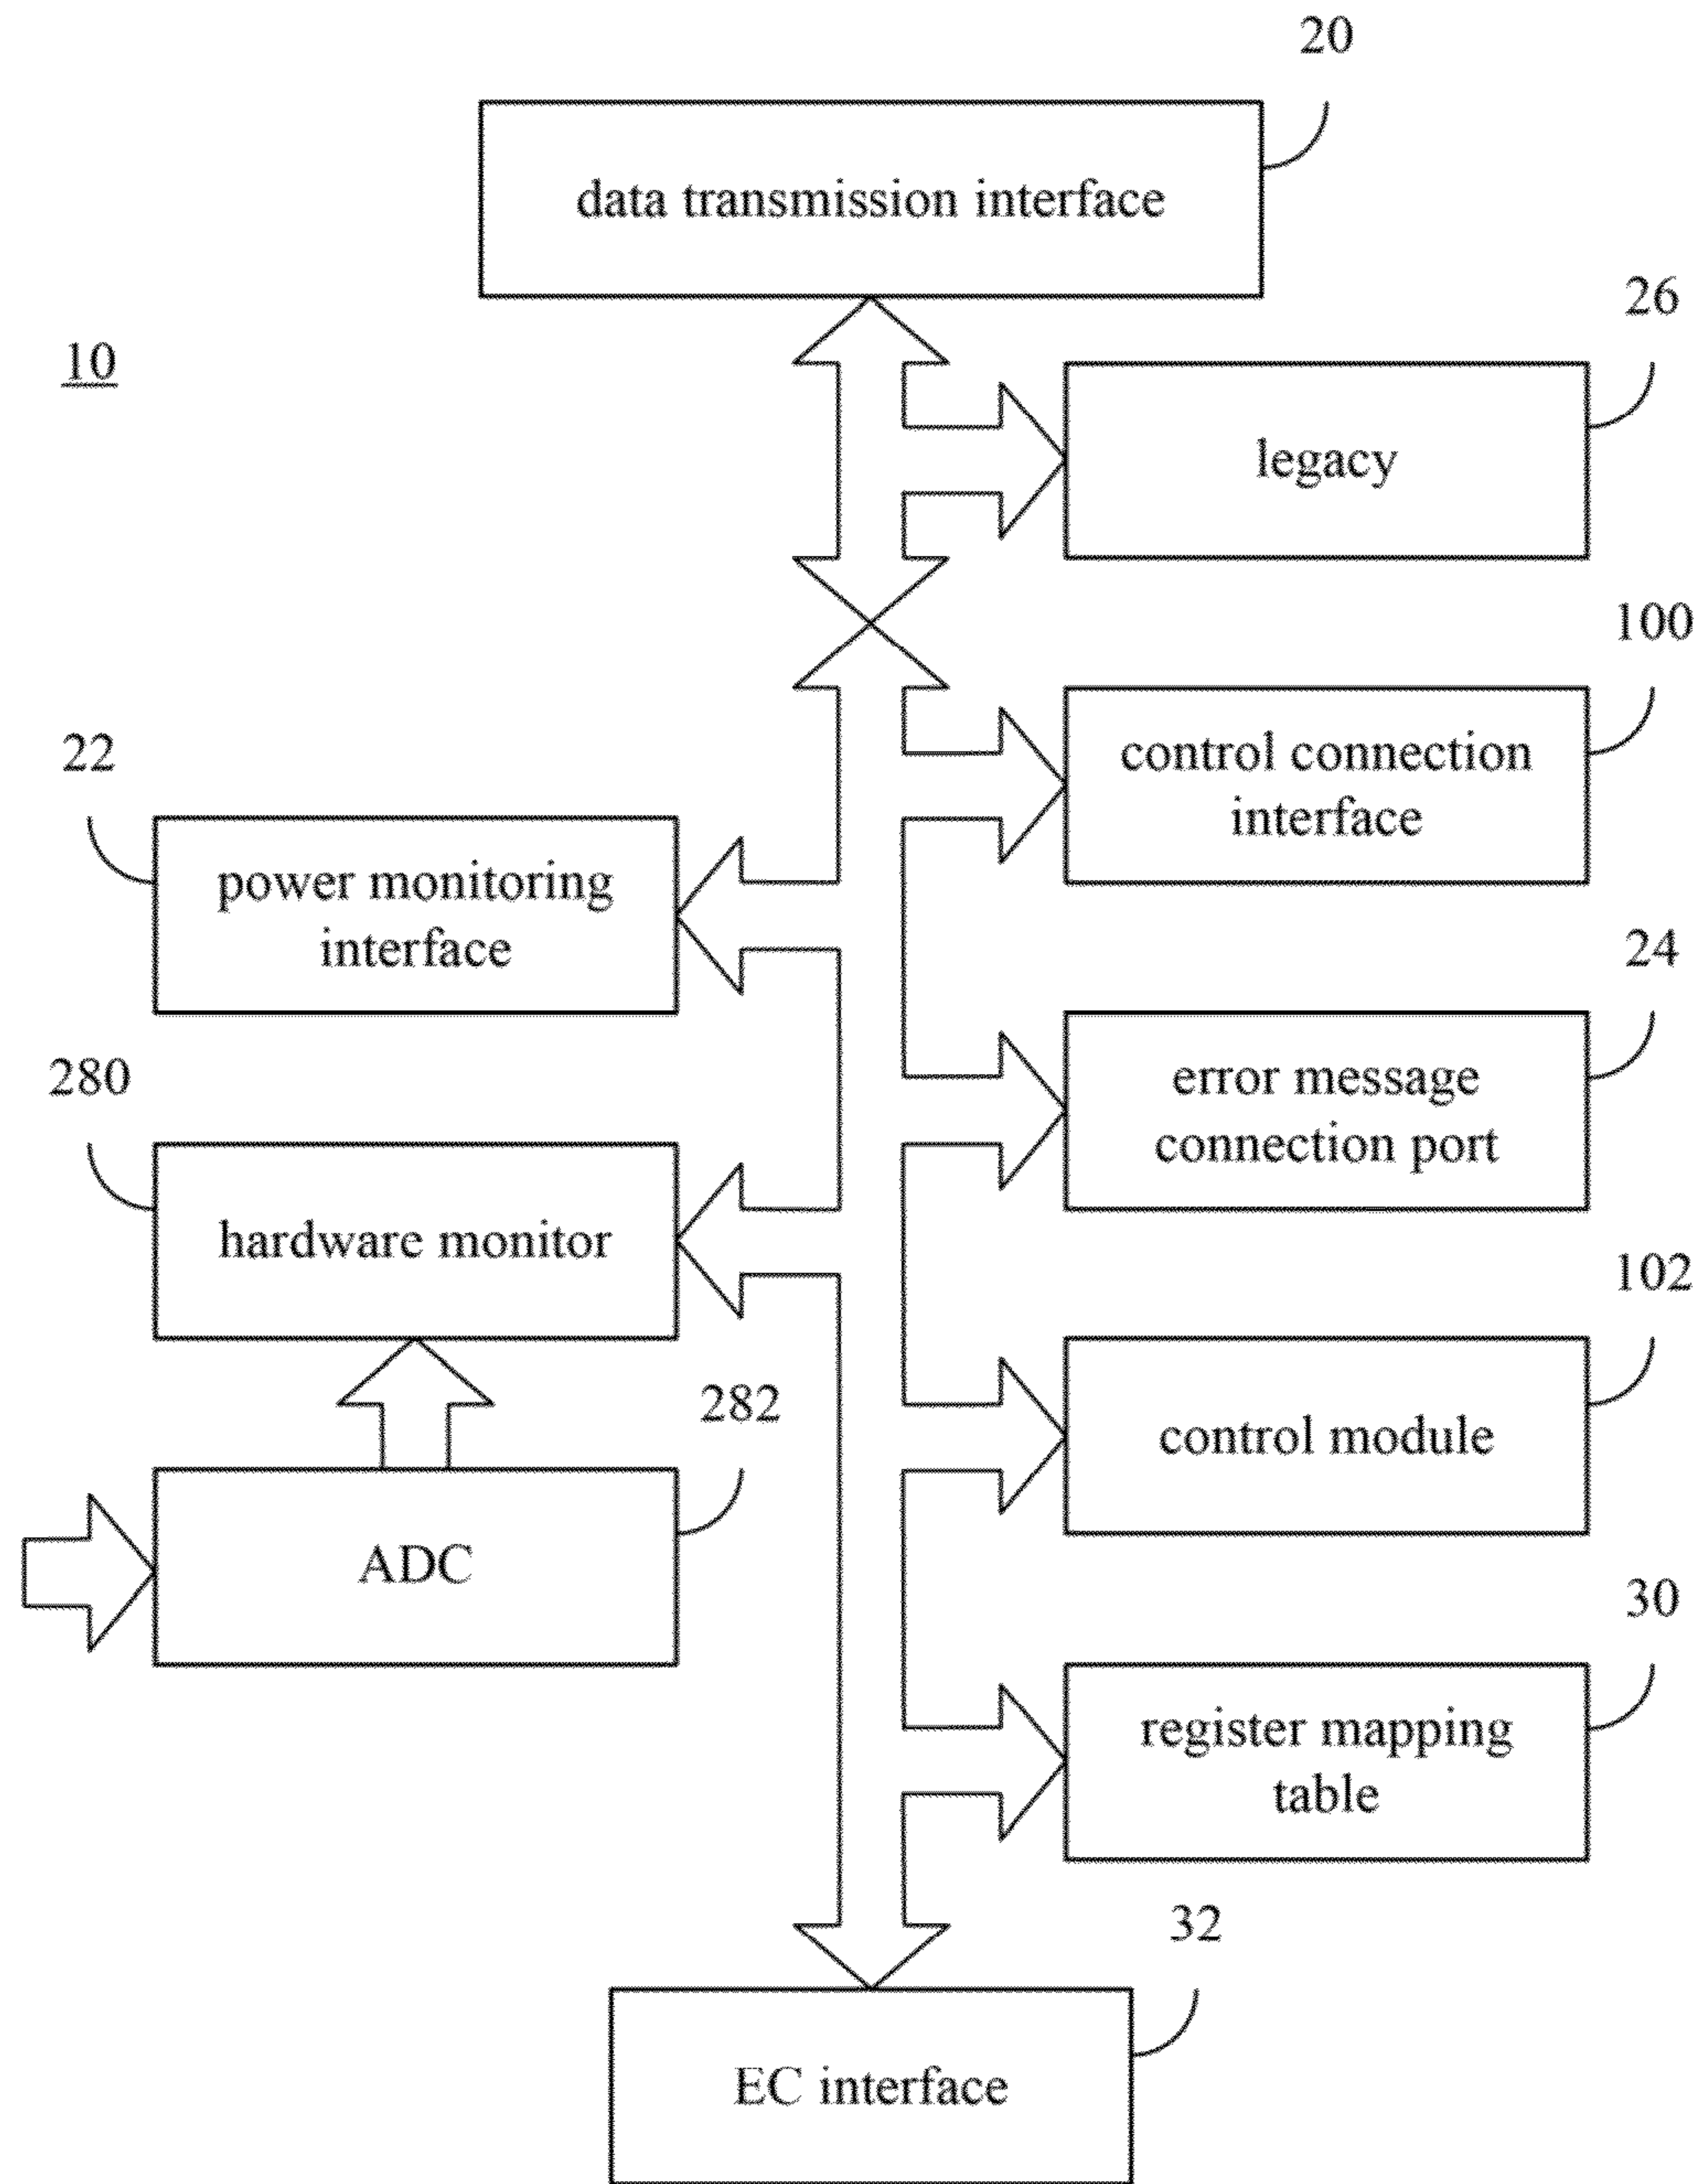 20
data transmission interface
26
10
legacy
100
control connection
interface
22
power monitoring
interface
24
error message
connection port
280
hardware monitor
102
control module
282
ADC
30
register mapping
table
32
EC interface